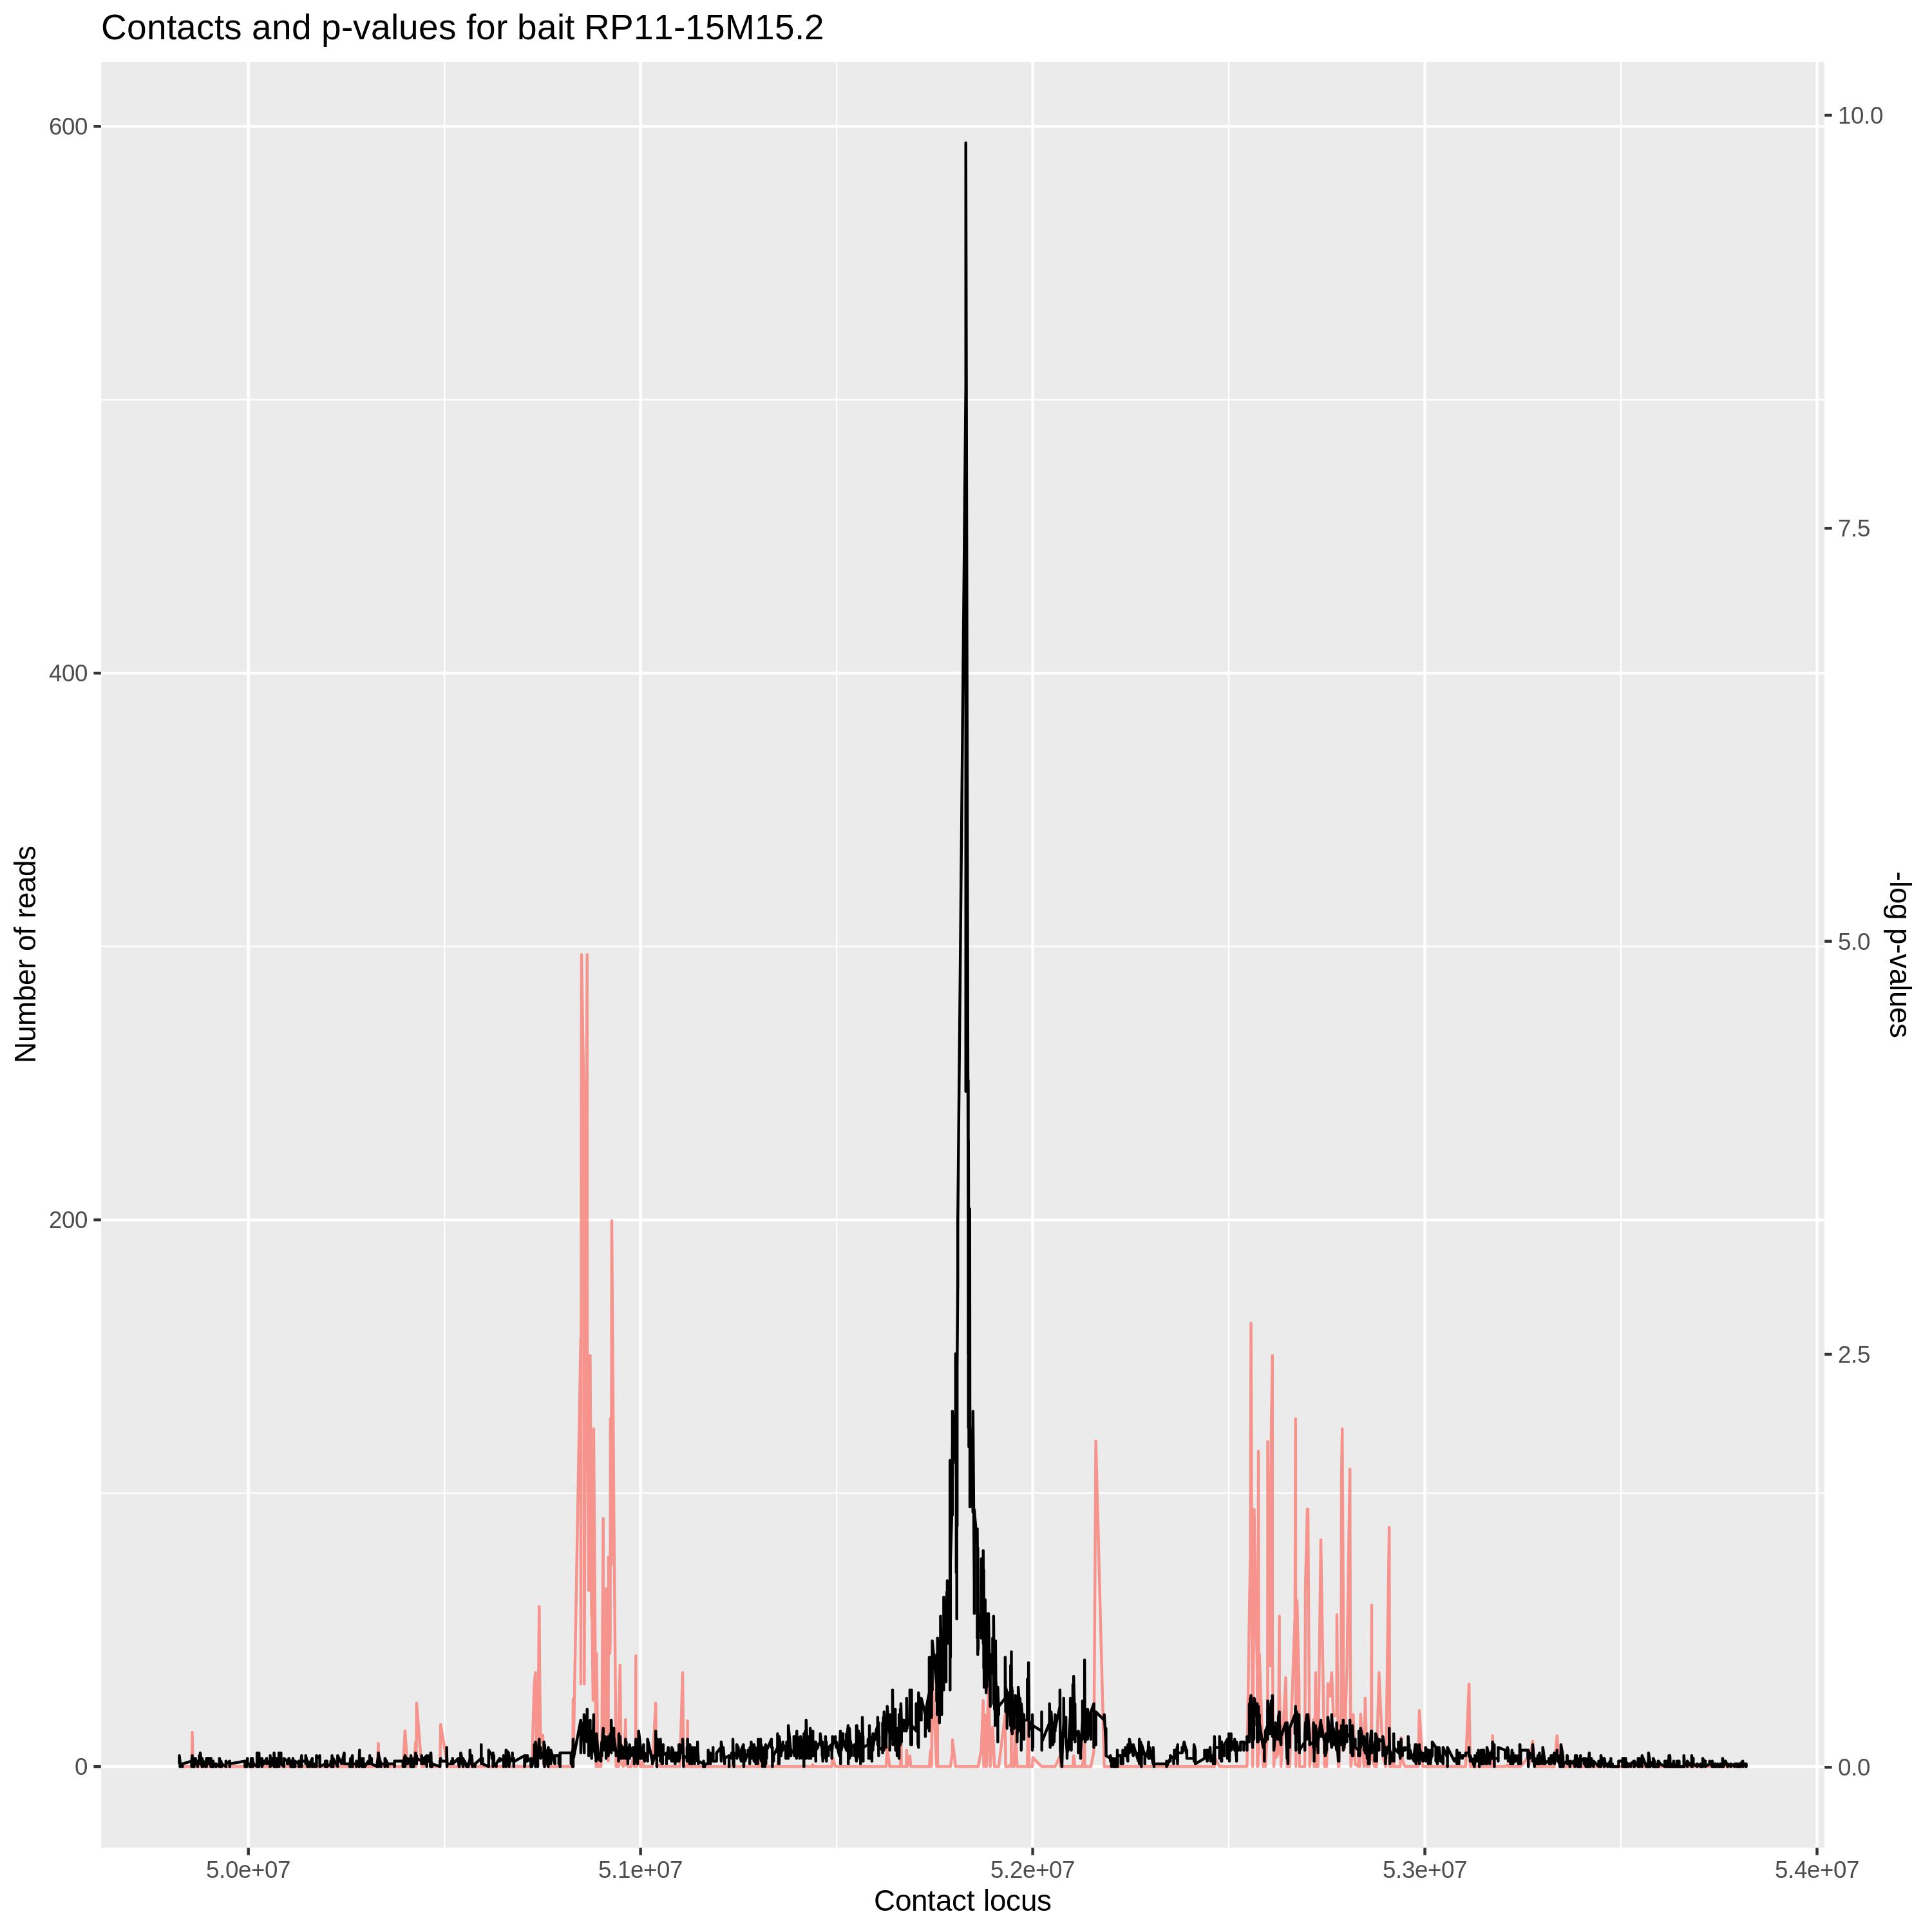 Contacts and p-values for bait RP11-15M15.2
600
400
200
0
Number of reads
10.0
7.5
5.0
2.5
0.0
-log p-values
5.0e+07 5.1e+07 5.2e+07 5.3e+07 5.4e+07
Contact locus